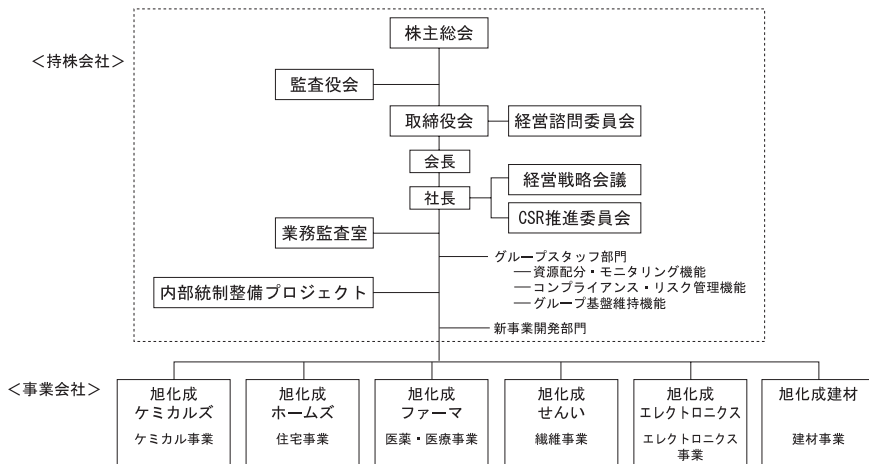 株主総会
＜持株会社＞
監査役会
取締役会
経営諮問委員会
会長
経営戦略会議
社長
CSR推進委員会
業務監査室
グループスタッフ部門
―資源配分・モニタリング機能
―コンプライアンス・リスク管理機能
―グループ基盤維持機能
内部統制整備プロジェクト
新事業開発部門
＜事業会社＞
旭化成
ケミカルズ
ケミカル事業
旭化成
ホームズ
住宅事業
旭化成
ファーマ
医薬・医療事業
旭化成
せんい
繊維事業
旭化成
エレクトロニクス
エレクトロニクス
事業
旭化成建材
建材事業